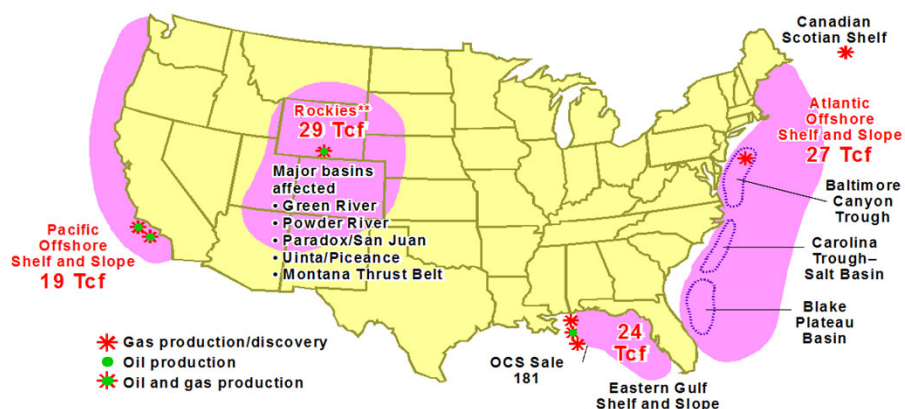 Canadian
Scotian Shelf
Rockies**
29 Tcf
Major basins
affected
• Green River
• Powder River
• Paradox/San Juan
• Uinta/Piceance
• Montana Thrust Belt
Atlantic
Offshore
Shelf and Slope
27 Tcf
Baltimore
Canyon
Trough
Carolina
Trough–
Salt Basin
Blake
Plateau
Basin
Pacific
Offshore
Shelf and Slope
19 Tcf
24
Tcf
OCS Sale
181
Eastern Gulf
Shelf and Slope
Gas production/discovery
Oil production
Oil and gas production